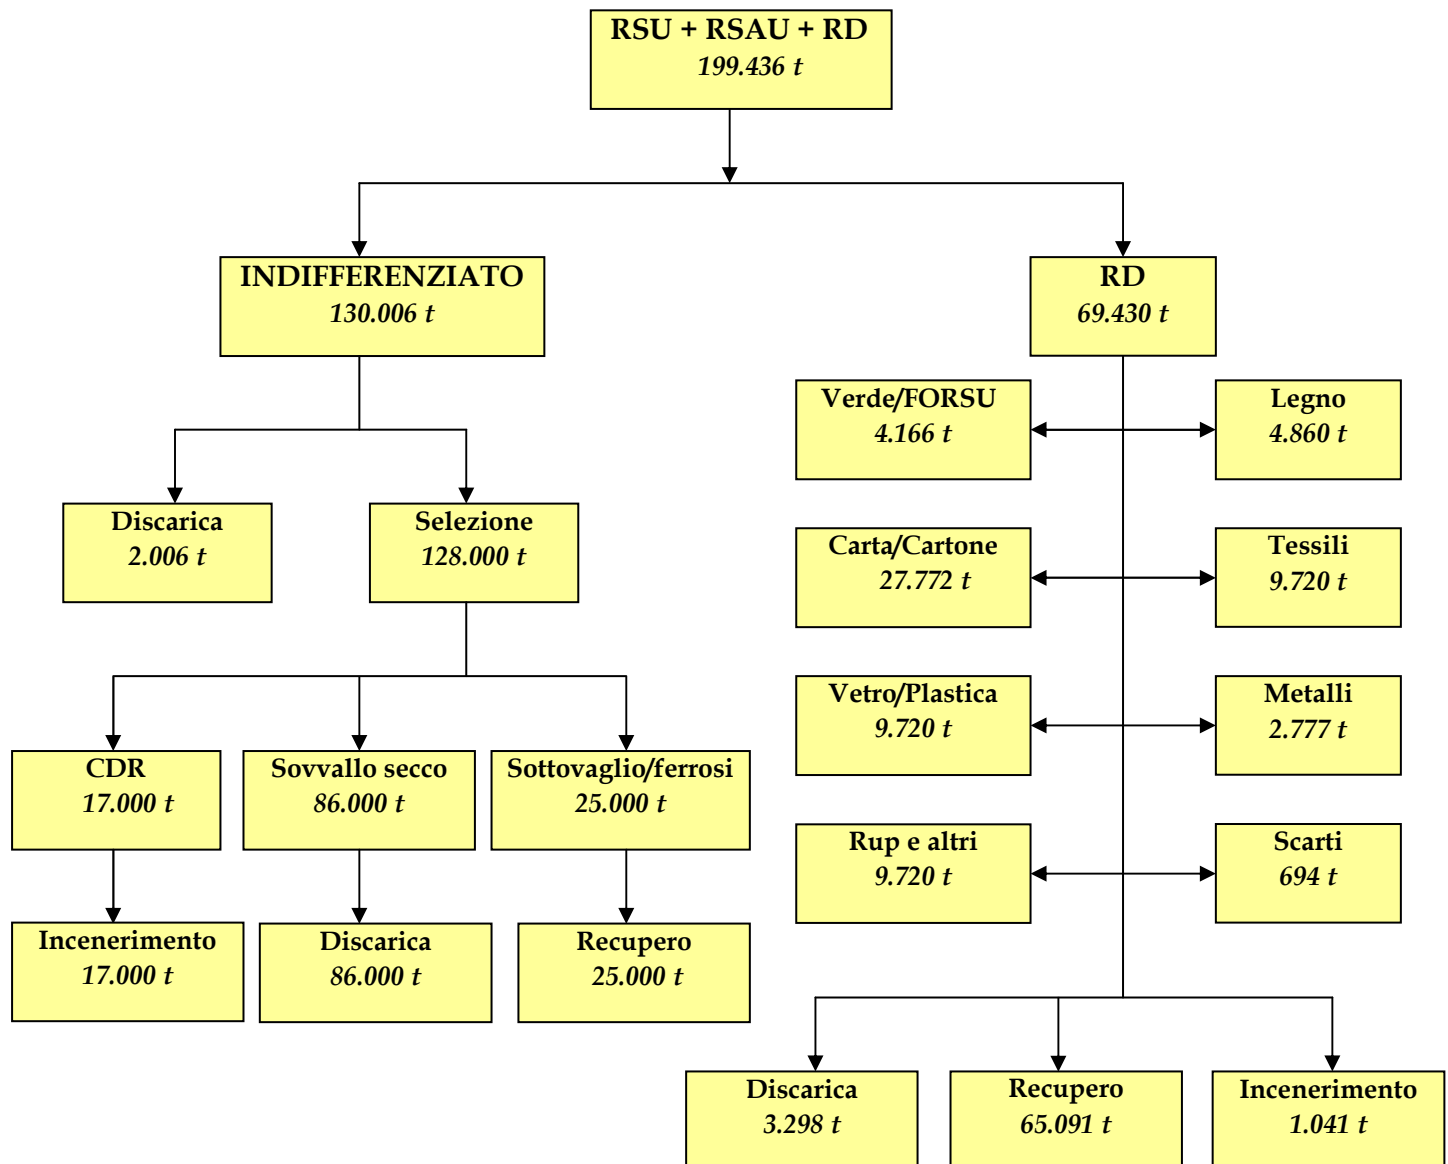 RSU + RSAU + RD
199.436 t
INDIFFERENZIATO
130.006 t
RD
69.430 t
Verde/FORSU
4.166 t
Legno
4.860 t
Discarica
2.006 t
Selezione
128.000 t
Carta/Cartone
27.772 t
Tessili
9.720 t
Vetro/Plastica
9.720 t
Metalli
2.777 t
CDR
17.000 t
Sovvallo secco
86.000 t
Sottovaglio/ferrosi
25.000 t
Rup e altri
9.720 t
Scarti
694 t
Incenerimento
17.000 t
Discarica
86.000 t
Recupero
25.000 t
Discarica
3.298 t
Recupero
65.091 t
Incenerimento
1.041 t